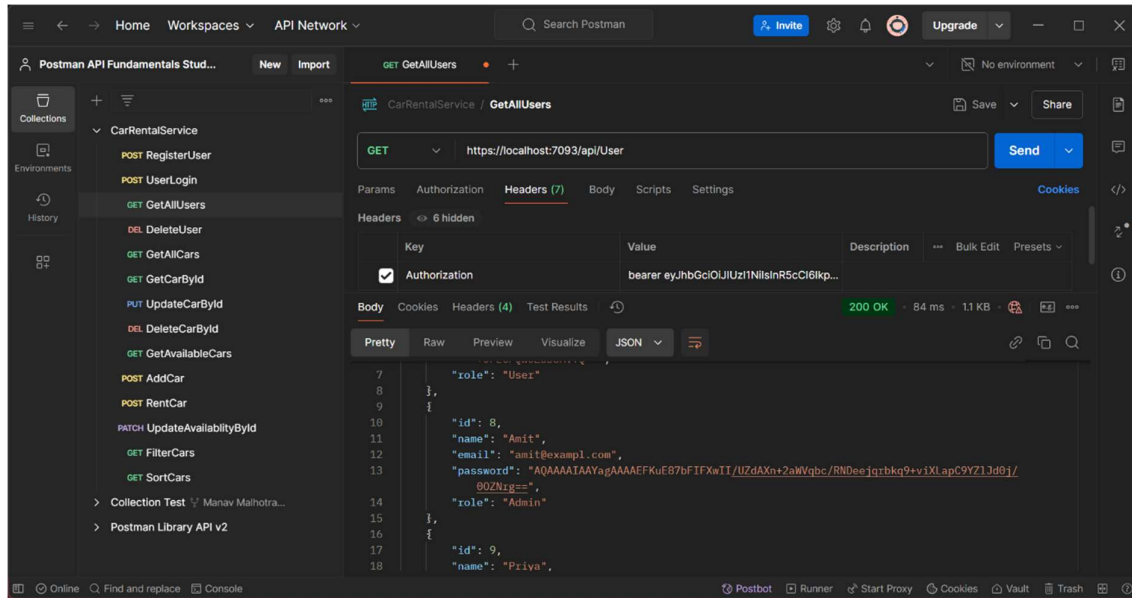 Home Workspaces API Network Search Postman Invite Upgrade
Postman API Fundamentals Stud... New Import GET GetAllUsers No environment
Collections
Environments
History
CarRentalService
POST RegisterUser
POST UserLogin
GET GetAllUsers
DEL DeleteUser
GET GetAllCars
GET GetCarById
PUT UpdateCarById
DEL DeleteCarById
GET GetAvailableCars
POST AddCar
POST RentCar
PATCH UpdateAvailablityById
GET FilterCars
GET SortCars
Collection Test Manav Malhotra...
Postman Library API v2
HTTP CarRentalService / GetAllUsers Save Share
GET https://localhost:7093/api/User Send
Params Authorization Headers (7) Body Scripts Settings Cookies
Headers 6 hidden
Key Value Description Bulk Edit Presets
Authorization bearer eyJhbGciOiJIUzI1NiIsInR5cCI6Ikp...
Body Cookies Headers (4) Test Results 200 OK 84 ms 1.1 KB e.g.
Pretty Raw Preview Visualize JSON
7 "role": "User"
8 },
9 {
10 "id": 8,
11 "name": "Amit",
12 "email": "amit@exampl.com",
13 "password": "AQAAAAIAAYagAAAAEFKuE87bFIFXwII/UZdAXn+2aWVqbc/RNDeejqrbkq9+viXLapC9YZlJd0j/
0OZNrg==",
14 "role": "Admin"
15 },
16 {
17 "id": 9,
18 "name": "Priya",
Online Find and replace Console Postbot Runner Start Proxy Cookies Vault Trash